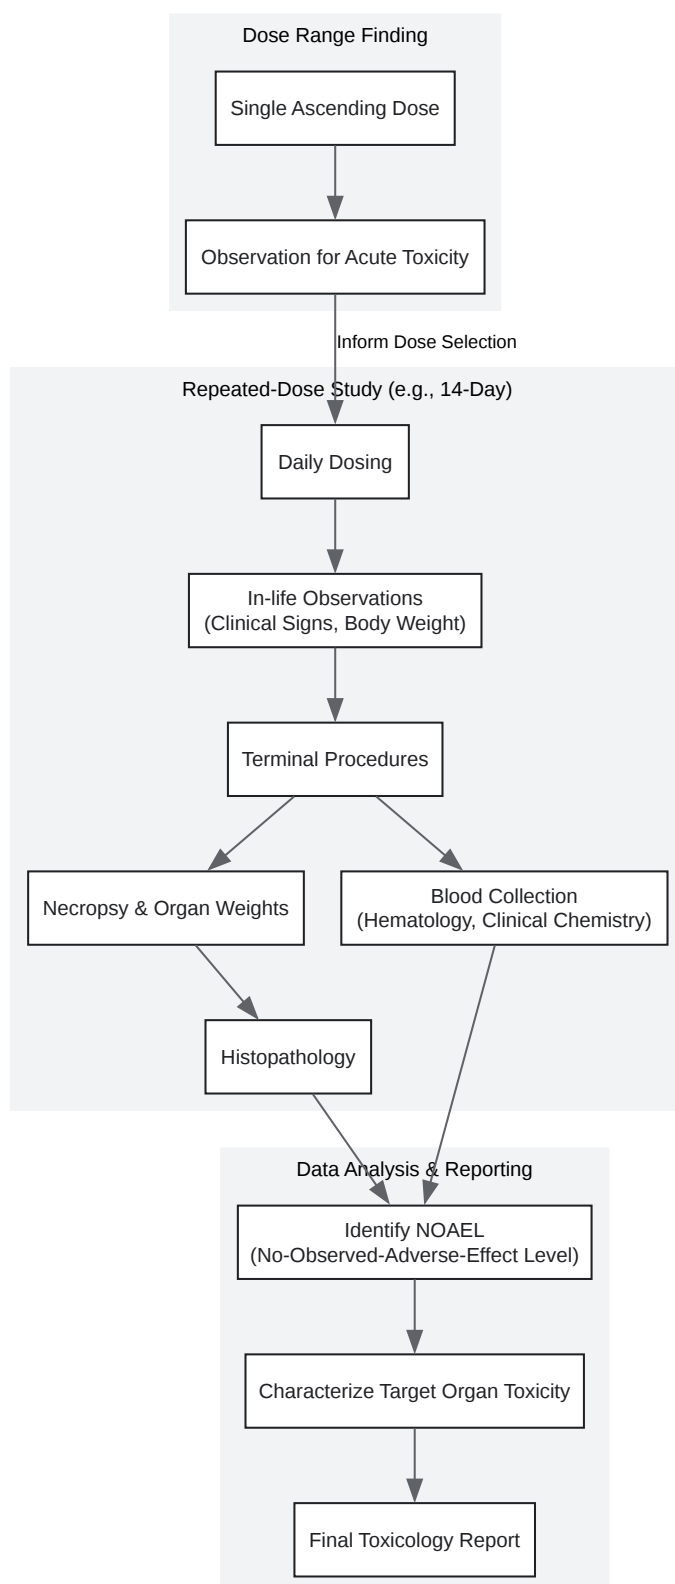 Dose Range Finding
Single Ascending Dose
Observation for Acute Toxicity
Inform Dose Selection
Repeated-Dose Study (e.g., 14-Day)
Daily Dosing
In-life Observations
(Clinical Signs, Body Weight)
Terminal Procedures
Necropsy & Organ Weights
Blood Collection
(Hematology, Clinical Chemistry)
Histopathology
Data Analysis & Reporting
Identify NOAEL
(No-Observed-Adverse-Effect Level)
Characterize Target Organ Toxicity
Final Toxicology Report